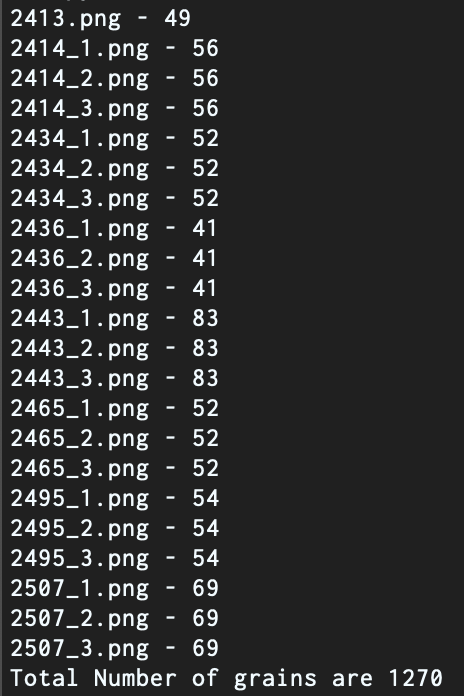 2413.png - 49
2414_1.png - 56
2414_2.png - 56
2414_3.png - 56
2434_1.png - 52
2434_2.png - 52
2434_3.png - 52
2436_1.png - 41
2436_2.png - 41
2436_3.png - 41
2443_1.png - 83
2443_2.png - 83
2443_3.png - 83
2465_1.png - 52
2465_2.png - 52
2465_3.png - 52
2495_1.png - 54
2495_2.png - 54
2495_3.png - 54
2507_1.png - 69
2507_2.png - 69
2507_3.png - 69
Total Number of grains are 1270